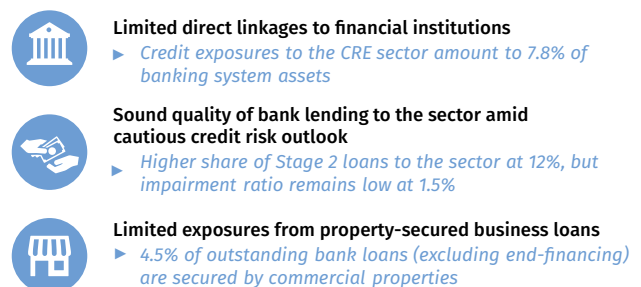 Limited direct linkages to financial institutions
► Credit exposures to the CRE sector amount to 7.8% of
banking system assets
Sound quality of bank lending to the sector amid
cautious credit risk outlook
► Higher share of Stage 2 loans to the sector at 12%, but
impairment ratio remains low at 1.5%
Limited exposures from property-secured business loans
► 4.5% of outstanding bank loans (excluding end-financing)
are secured by commercial properties